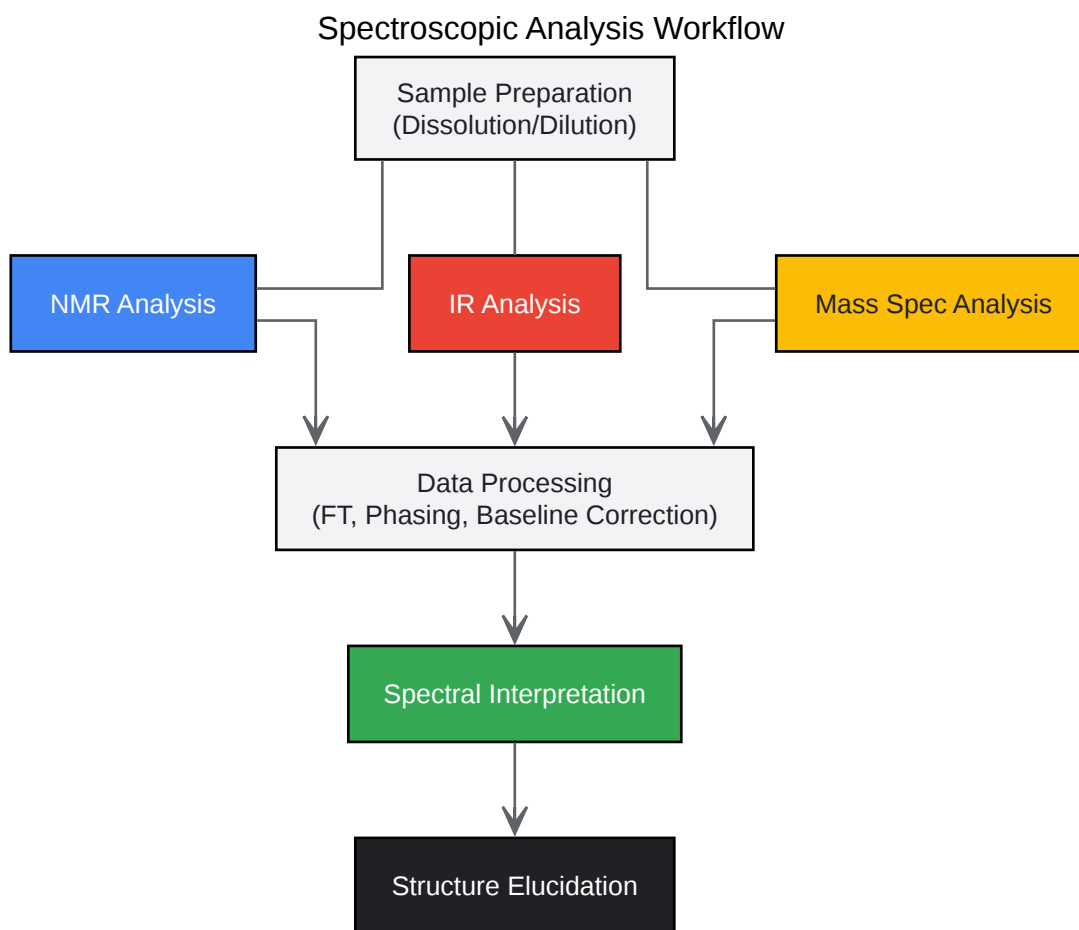 Spectroscopic Analysis Workflow
Sample Preparation
(Dissolution/Dilution)
NMR Analysis
IR Analysis
Mass Spec Analysis
Data Processing
(FT, Phasing, Baseline Correction)
Spectral Interpretation
Structure Elucidation